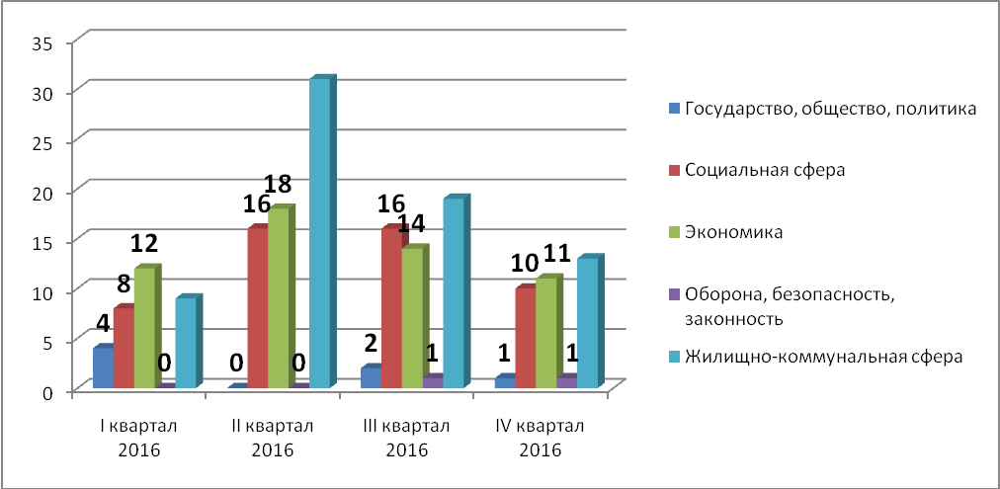 35
30
25
20
15
10
5
0
4
8
12
0
0
16
18
0
2
16
14
1
1
10
11
1
I квартал
2016
II квартал
2016
III квартал
2016
IV квартал
2016
Государство, общество, политика
Социальная сфера
Экономика
Оборона, безопасность,
законность
Жилищно-коммунальная сфера